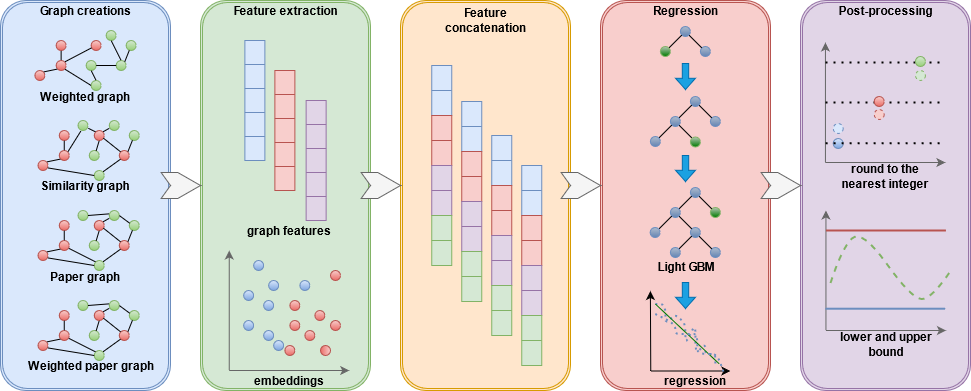 Graph creations
Weighted graph
Similarity graph
Paper graph
Weighted paper graph
Feature extraction
graph features
embeddings
Feature
concatenation
Regression
Light GBM
regression
Post-processing
round to the
nearest integer
lower and upper
bound